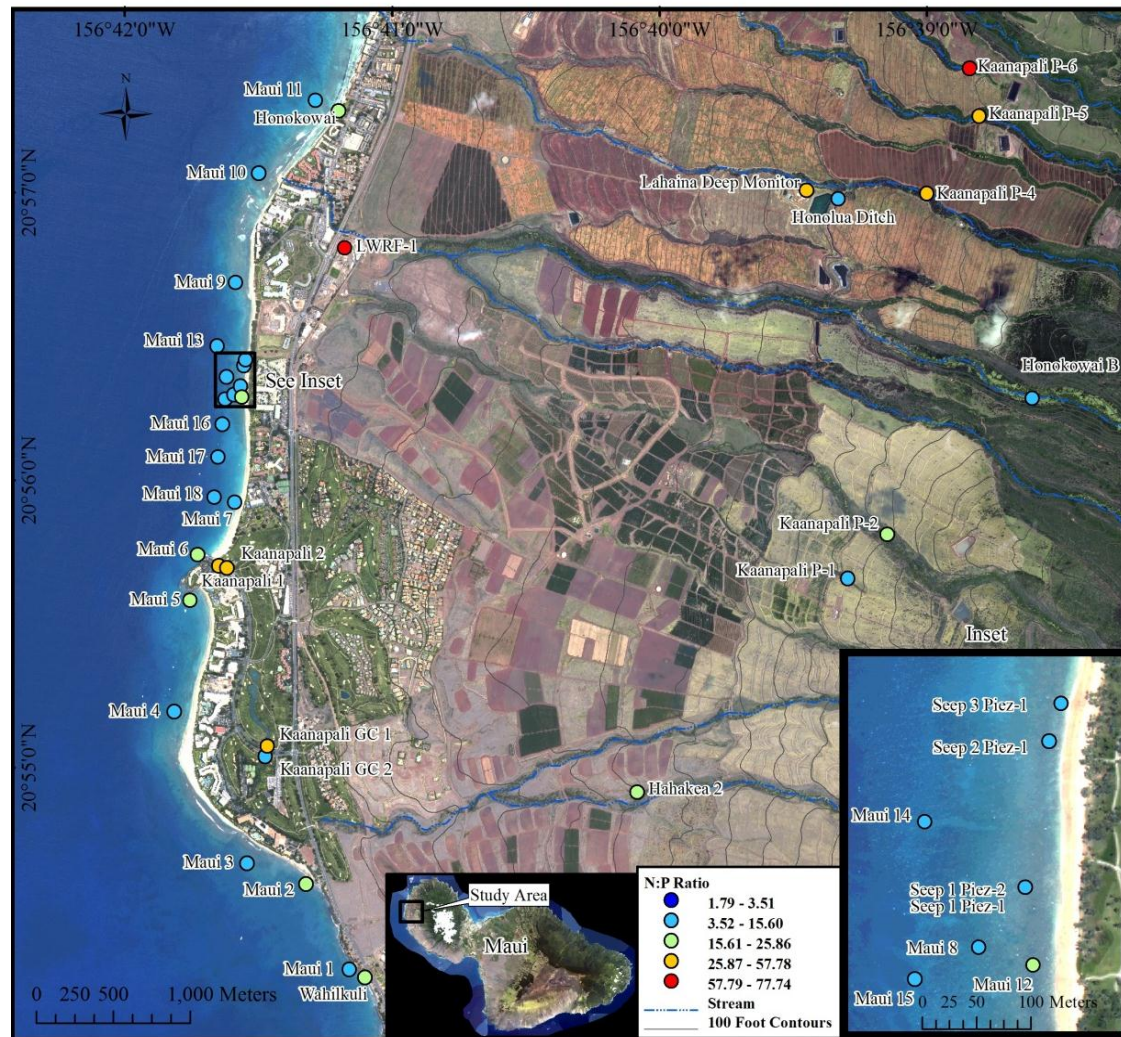 156°42'0"W
156°41'0"W
156°40'0"W
156°39'0"W
N
Maui 11
Honokowai
Kaanapali P-6
Kaanapali P-5
Maui 10
20°57'0"N
Lahaina Deep Monitor
Kaanapali P-4
Honolua Ditch
LWRF-1
Maui 9
Maui 13
See Inset
Honokowai B
Maui 16
Maui 17
20°56'0"N
Maui 18
Maui 7
Kaanapali P-2
Maui 6
Kaanapali 2
Kaanapali 1
Kaanapali P-1
Maui 5
Inset
Maui 4
Kaanapali GC 1
Kaanapali GC 2
20°55'0"N
Hahakea 2
Maui 3
Maui 2
Maui 1
Wahilkuli
0 250 500 1,000 Meters
Study Area
Maui
N:P Ratio
1.79 - 3.51
3.52 - 15.60
15.61 - 25.86
25.87 - 57.78
57.79 - 77.74
Stream
100 Foot Contours
Seep 3 Piez-1
Seep 2 Piez-1
Maui 14
Seep 1 Piez-2
Seep 1 Piez-1
Maui 8
Maui 12
Maui 15
0 50 100 Meters